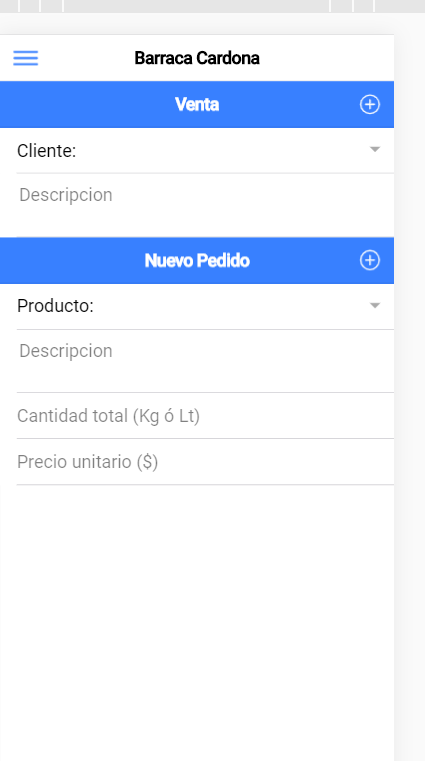 Barraca Cardona
Venta
Cliente:
Descripcion
Nuevo Pedido
Producto:
Descripcion
Cantidad total (Kg ó Lt)
Precio unitario ($)